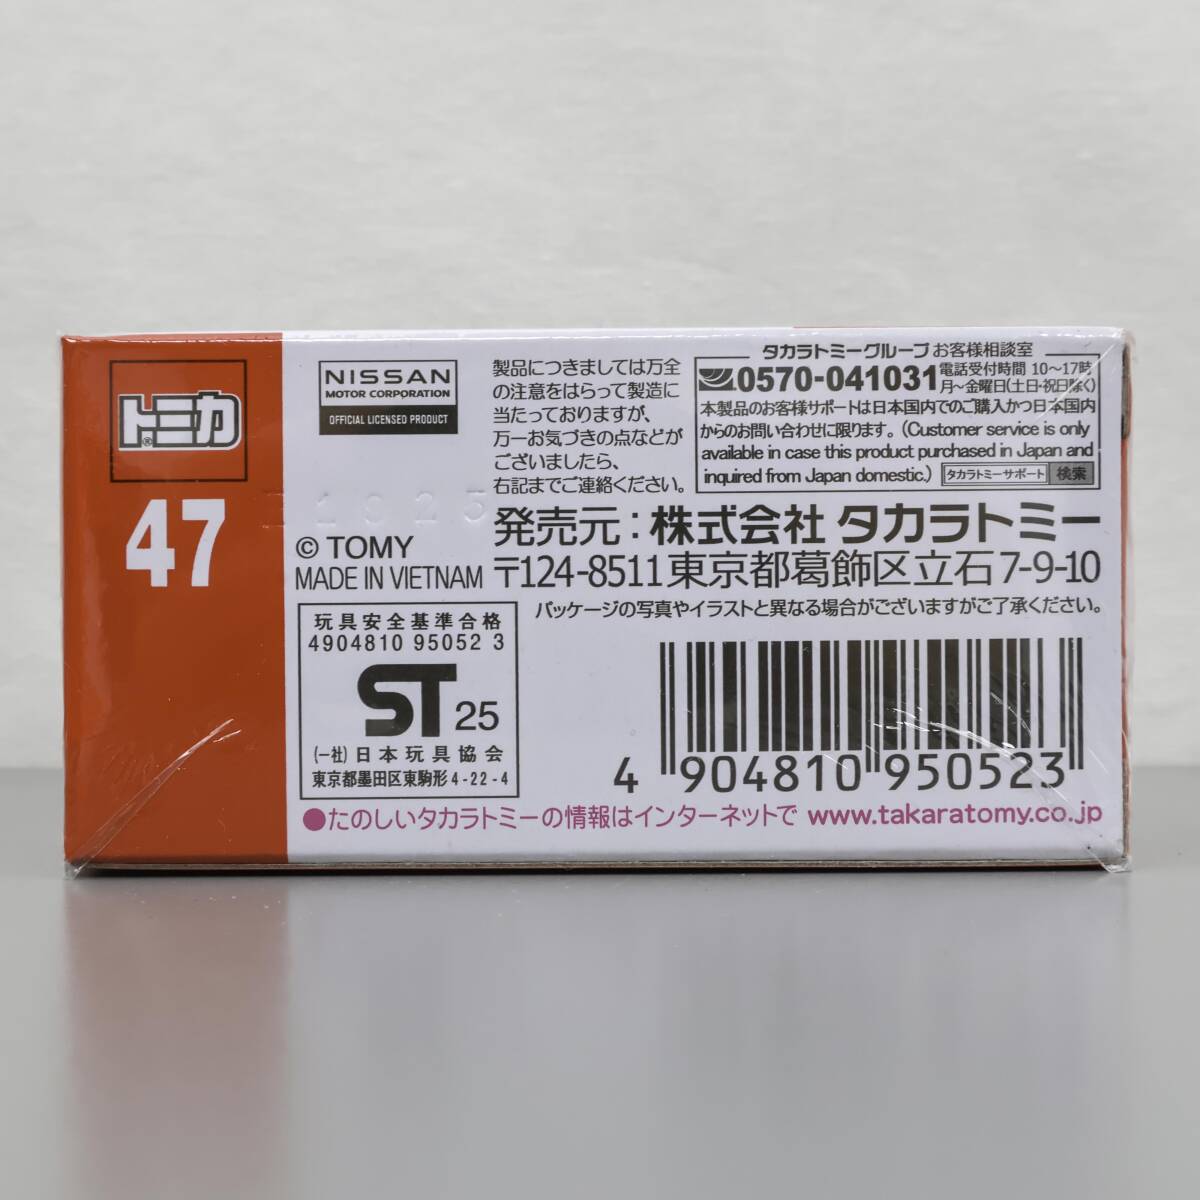 トミカ®
47
NISSAN
MOTOR CORPORATION
OFFICIAL LICENSED PRODUCT
製品につきましては万全
の注意をはらって製造に
当たっておりますが、
万一お気づきの点などが
ございましたら、
右記までご連絡ください。
タカラトミーグループ お客様相談室
0570-041031
電話受付時間 10〜17時
月〜金曜日(土日・祝日除く)
本製品のお客様サポートは日本国内でのご購入かつ日本国内
からのお問い合わせに限ります。(Customer service is only
available in case this product purchased in Japan and
inquired from Japan domestic.) タカラトミーサポート 検索
© TOMY
MADE IN VIETNAM
発売元：株式会社 タカラトミー
〒124-8511 東京都葛飾区立石7-9-10
パッケージの写真やイラストと異なる場合がございますがご了承ください。
玩具安全基準合格
4904810 95052 3
ST 25
(一社)日本玩具協会
東京都墨田区東駒形4-22-4
4 904810 950523
●たのしいタカラトミーの情報はインターネットで www.takaratomy.co.jp